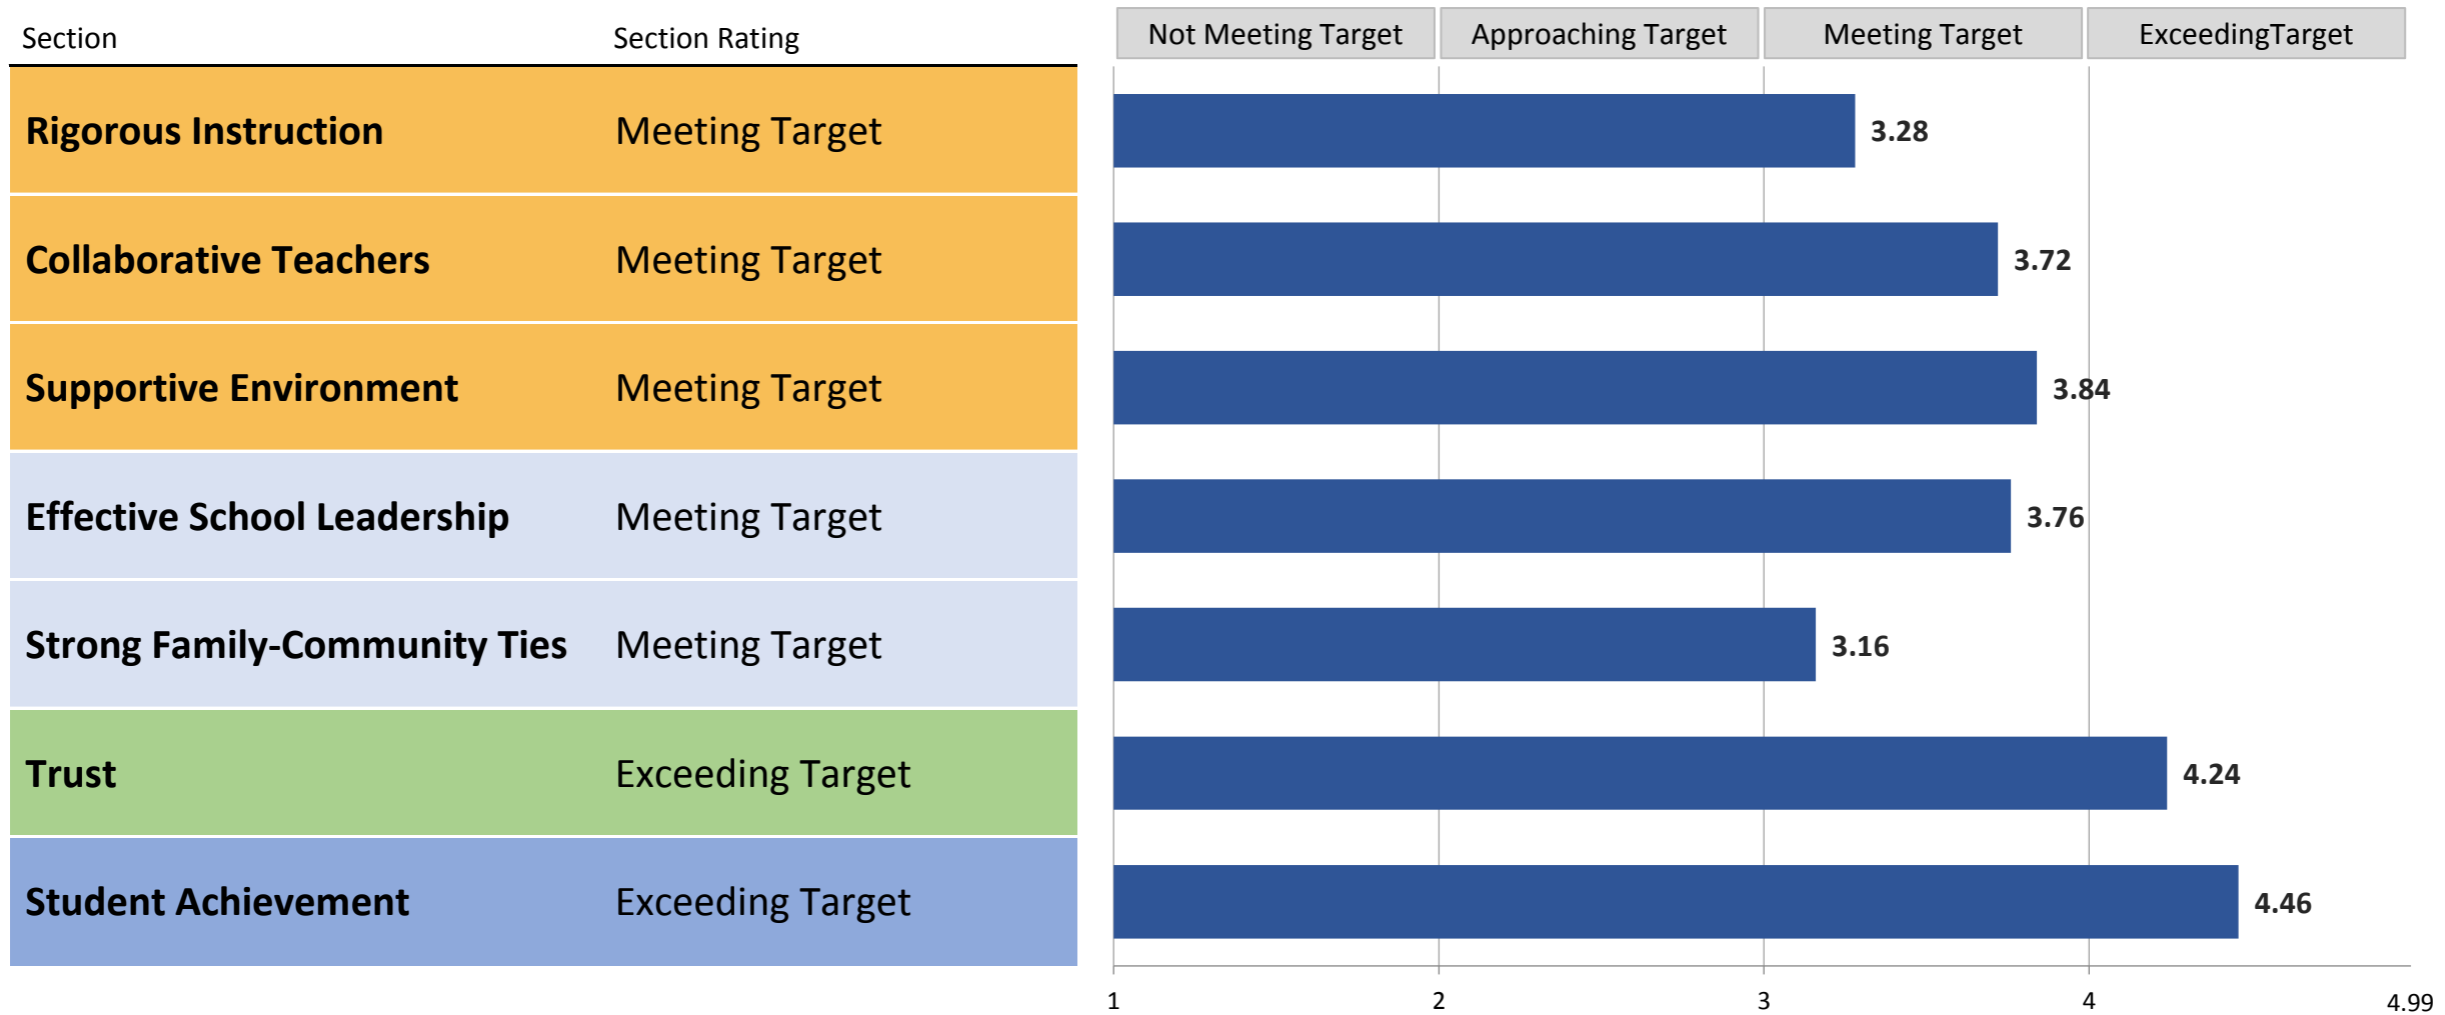 Section Section Rating Not Meeting Target Approaching Target Meeting Target ExceedingTarget
Rigorous Instruction Meeting Target 3.28
Collaborative Teachers Meeting Target 3.72
Supportive Environment Meeting Target 3.84
Effective School Leadership Meeting Target 3.76
Strong Family-Community Ties Meeting Target 3.16
Trust Exceeding Target 4.24
Student Achievement Exceeding Target 4.46
1 2 3 4 4.99